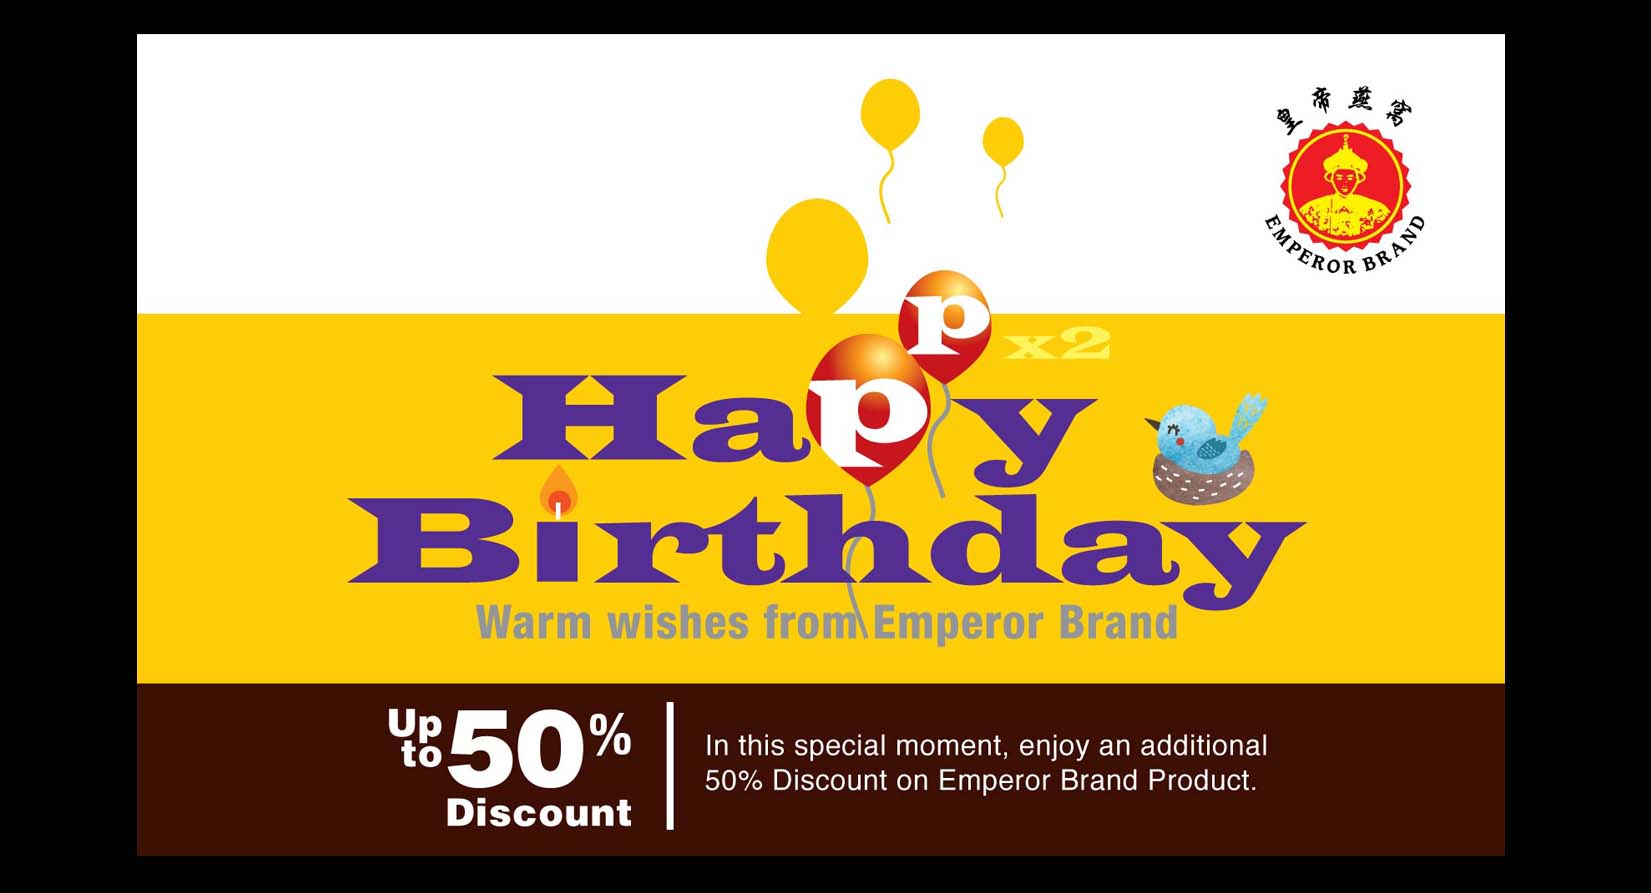 皇帝燕窩
EMPEROR BRAND
Happy x2
Birthday
Warm wishes from Emperor Brand
Up to 50% Discount
In this special moment, enjoy an additional
50% Discount on Emperor Brand Product.